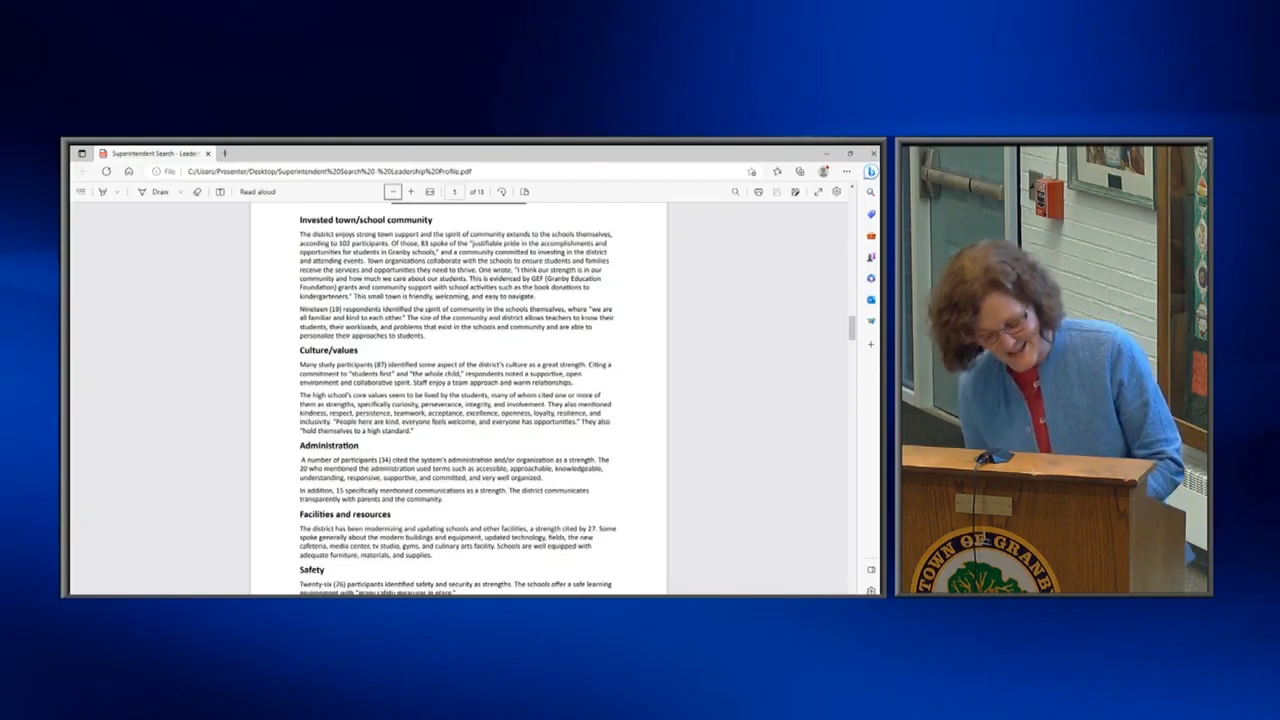 Superintendent Search - Leader
File
C:/Users/Presenter/Desktop/Superintendent%20Search%20-%20Leadership%20Profile.pdf
Draw
Read aloud
5
of 13
Invested town/school community
The district enjoys strong town support and the spirit of community extends to the schools themselves,
according to 102 participants. Of those, 83 spoke of the "justifiable pride in the accomplishments and
opportunities for students in Granby schools," and a community committed to investing in the district
and attending events. Town organizations collaborate with the schools to ensure students and families
receive the services and opportunities they need to thrive. One wrote, "I think our strength is in our
community and how much we care about our students. This is evidenced by GEF (Granby Education
Foundation) grants and community support with school activities such as the book donations to
kindergarteners." This small town is friendly, welcoming, and easy to navigate.
Nineteen (19) respondents identified the spirit of community in the schools themselves, where "we are
all familiar and kind to each other." The size of the community and district allows teachers to know their
students, their workloads, and problems that exist in the schools and community and are able to
personalize their approaches to students.
Culture/values
Many study participants (87) identified some aspect of the district's culture as a great strength. Citing a
commitment to "students first" and "the whole child," respondents noted a supportive, open
environment and collaborative spirit. Staff enjoy a team approach and warm relationships.
The high school's core values seem to be lived by the students, many of whom cited one or more of
them as strengths, specifically curiosity, perseverance, integrity, and involvement. They also mentioned
kindness, respect, persistence, teamwork, acceptance, excellence, openness, loyalty, resilience, and
inclusivity. "People here are kind, everyone feels welcome, and everyone has opportunities." They also
"hold themselves to a high standard."
Administration
A number of participants (34) cited the system's administration and/or organization as a strength. The
20 who mentioned the administration used terms such as accessible, approachable, knowledgeable,
understanding, responsive, supportive, and committed, and very well organized.
In addition, 15 specifically mentioned communications as a strength. The district communicates
transparently with parents and the community.
Facilities and resources
The district has been modernizing and updating schools and other facilities, a strength cited by 27. Some
spoke generally about the modern buildings and equipment, updated technology, fields, the new
cafeteria, media center, tv studio, gyms, and culinary arts facility. Schools are well equipped with
adequate furniture, materials, and supplies.
Safety
Twenty-six (26) participants identified safety and security as strengths. The schools offer a safe learning
environment with "many safety measures in place."
TOWN OF GRANBY